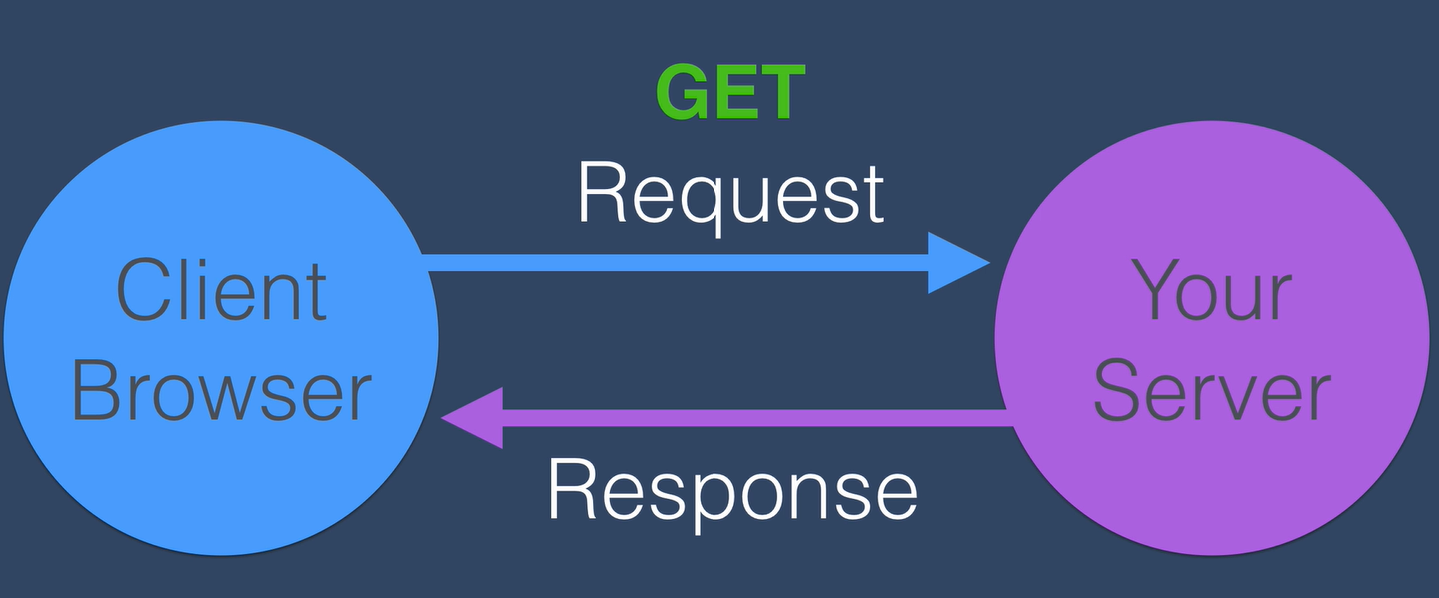 GET
Request
Client
Browser
Your
Server
Response